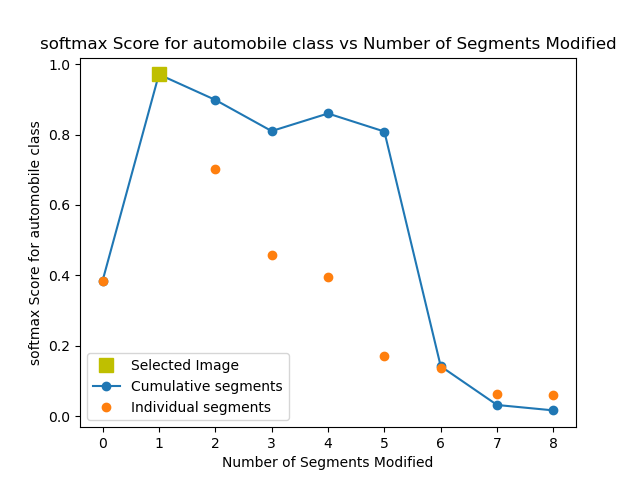 softmax Score for automobile class vs Number of Segments Modified
softmax Score for automobile class
1.0
0.8
0.6
0.4
0.2
0.0
Selected Image
Cumulative segments
Individual segments
0 1 2 3 4 5 6 7 8
Number of Segments Modified